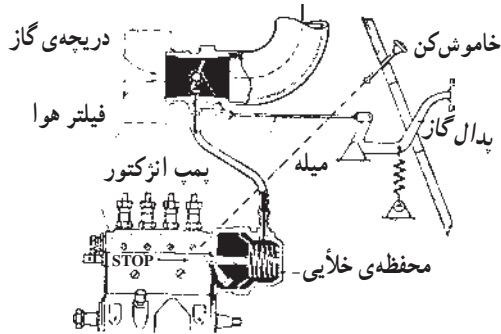 دریچه‌ی گاز
خاموش‌کن
فیلتر هوا
پدال گاز
میله
پمپ انژکتور
STOP
محفظه‌ی خلأیی